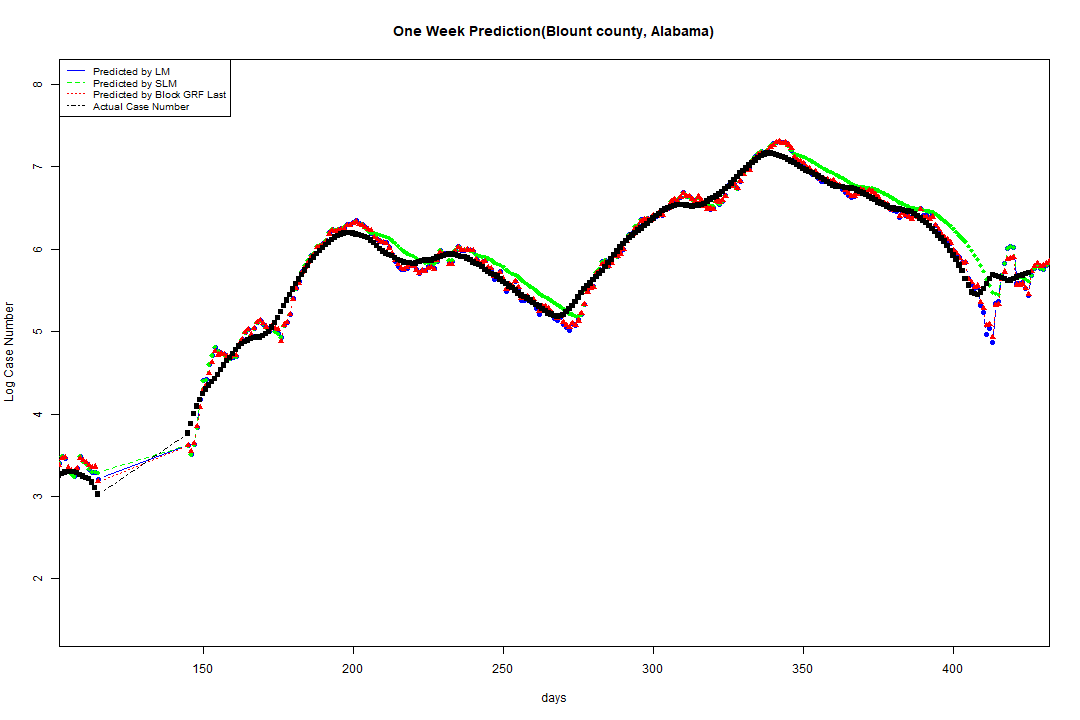 One Week Prediction(Blount county, Alabama)
Predicted by LM
Predicted by SLM
Predicted by Block GRF Last
Actual Case Number
8
7
6
5
4
3
2
Log Case Number
150 200 250 300 350 400
days